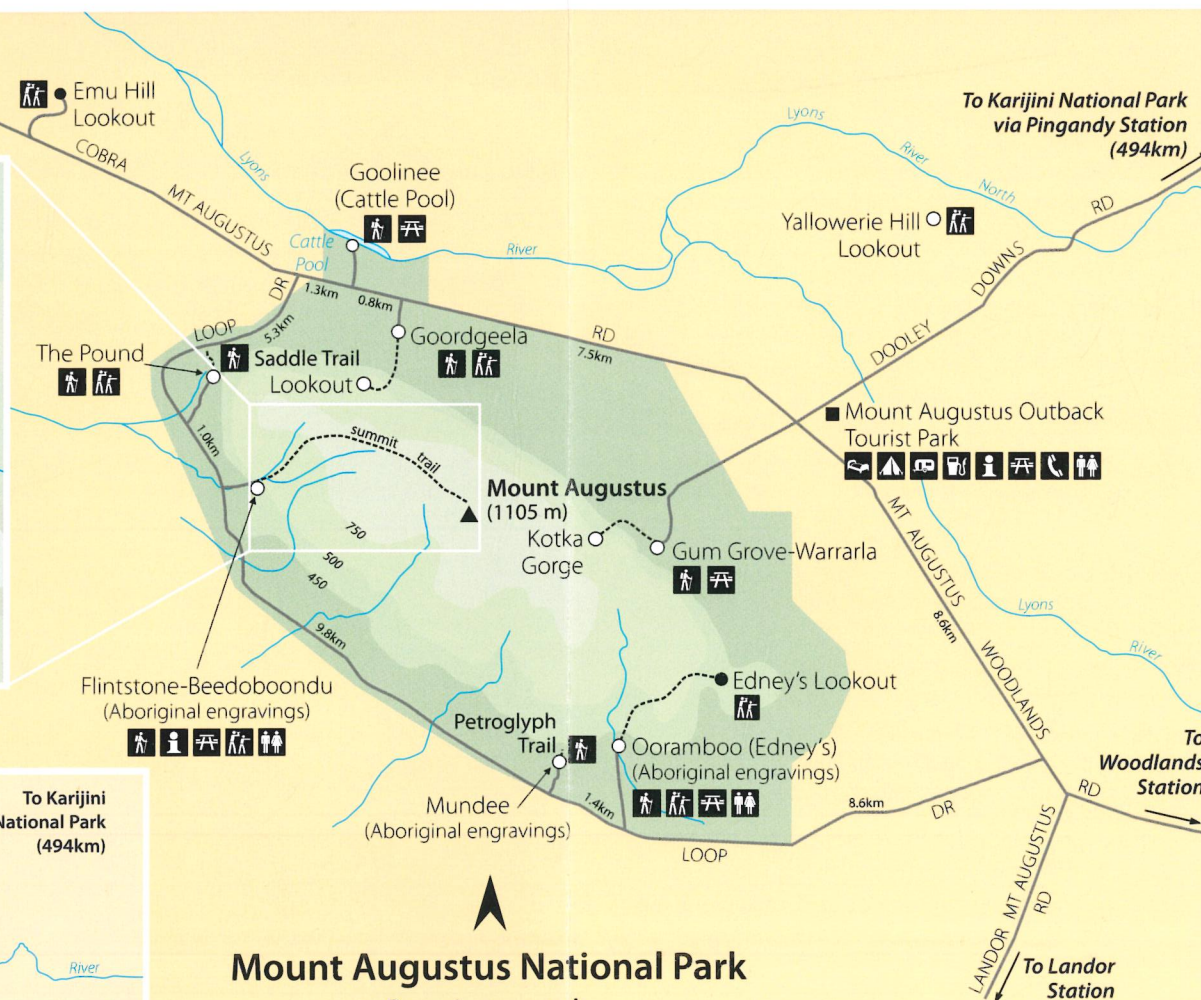 Emu Hill
Lookout
COBRA
MT AUGUSTUS
RD
Lyons
Goolinee
(Cattle Pool)
Cattle
Pool
River
Lyons
River
North
To Karijini National Park
via Pingandy Station
(494km)
Yallowerie Hill
Lookout
RD
DOWNS
DOOLEY
DR
LOOP
1.3km
0.8km
5.3km
7.5km
The Pound
Saddle Trail
Lookout
Goordgeela
Mount Augustus Outback
Tourist Park
1.0km
summit
trail
Mount Augustus
(1105 m)
750
500
450
Kotka
Gorge
Gum Grove-Warrarla
MT AUGUSTUS
8.6km
WOODLANDS
RD
Lyons
River
9.8km
Flintstone-Beedoboondu
(Aboriginal engravings)
Edney's Lookout
Petroglyph
Trail
Ooramboo (Edney's)
(Aboriginal engravings)
Mundee
(Aboriginal engravings)
1.4km
8.6km
DR
LOOP
To
Woodlands
Station
LANDOR MT AUGUSTUS
RD
To Landor
Station
To Karijini
National Park
(494km)
River
Mount Augustus National Park